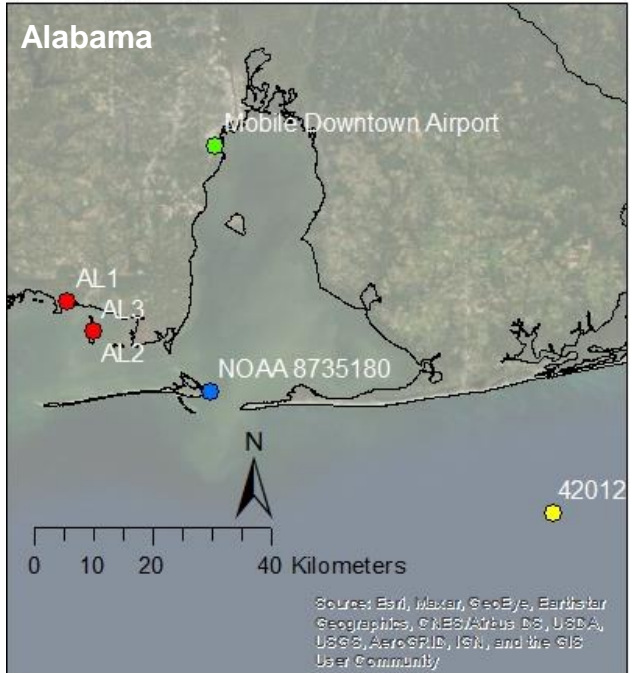 Alabama
Mobile Downtown Airport
AL1
AL3
AL2
NOAA 8735180
N
42012
0 10 20 40 Kilometers
Source: Esri, Maxar, GeoEye, Earthstar
Geographics, CNES/Airbus DS, USDA,
USGS, AeroGRID, IGN, and the GIS
User Community